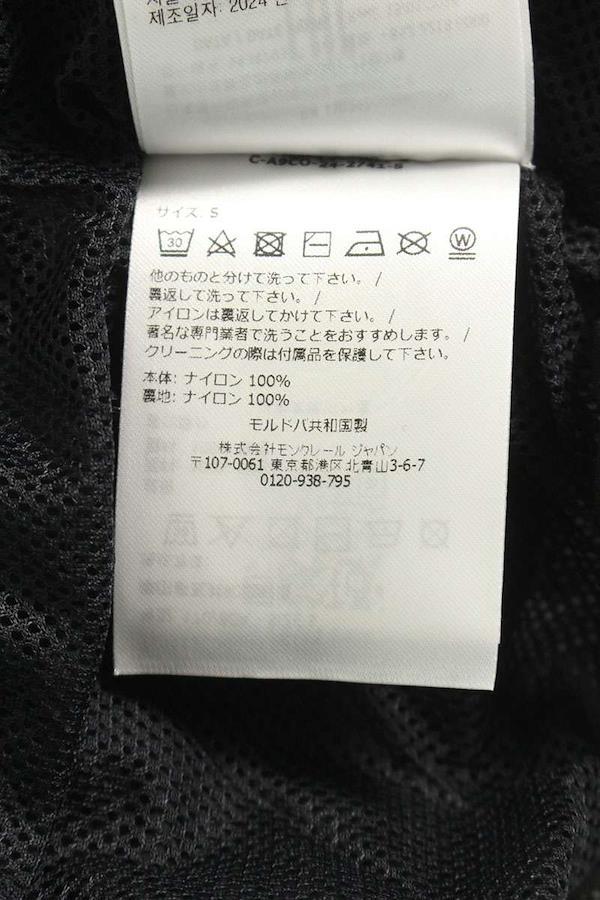 제조일자: 2024 년
サイズ: S
30
W
他のものと分けて洗って下さい。 /
裏返して洗って下さい。 /
アイロンは裏返してかけて下さい。 /
著名な専門業者で洗うことをおすすめします。 /
クリーニングの際は付属品を保護して下さい。
本体: ナイロン 100%
裏地: ナイロン 100%
モルドバ共和国製
株式会社モンクレール ジャパン
〒107-0061 東京都港区北青山3-6-7
0120-938-795